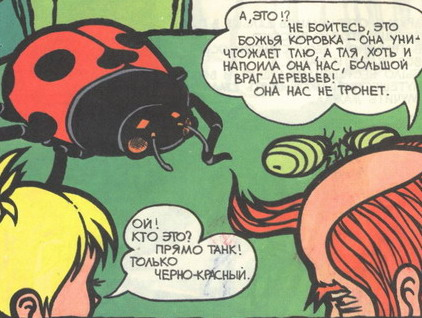 А, ЭТО!?
НЕ БОЙТЕСЬ, ЭТО
БОЖЬЯ КОРОВКА – ОНА УНИ-
ЧТОЖАЕТ ТЛЮ, А ТЛЯ, ХОТЬ И
НАПОИЛА ОНА НАС, БОЛЬШОЙ
ВРАГ ДЕРЕВЬЕВ!
ОНА НАС НЕ ТРОНЕТ.
ОЙ!
КТО ЭТО?
ПРЯМО ТАНК!
ТОЛЬКО
ЧЕРНО-КРАСНЫЙ.